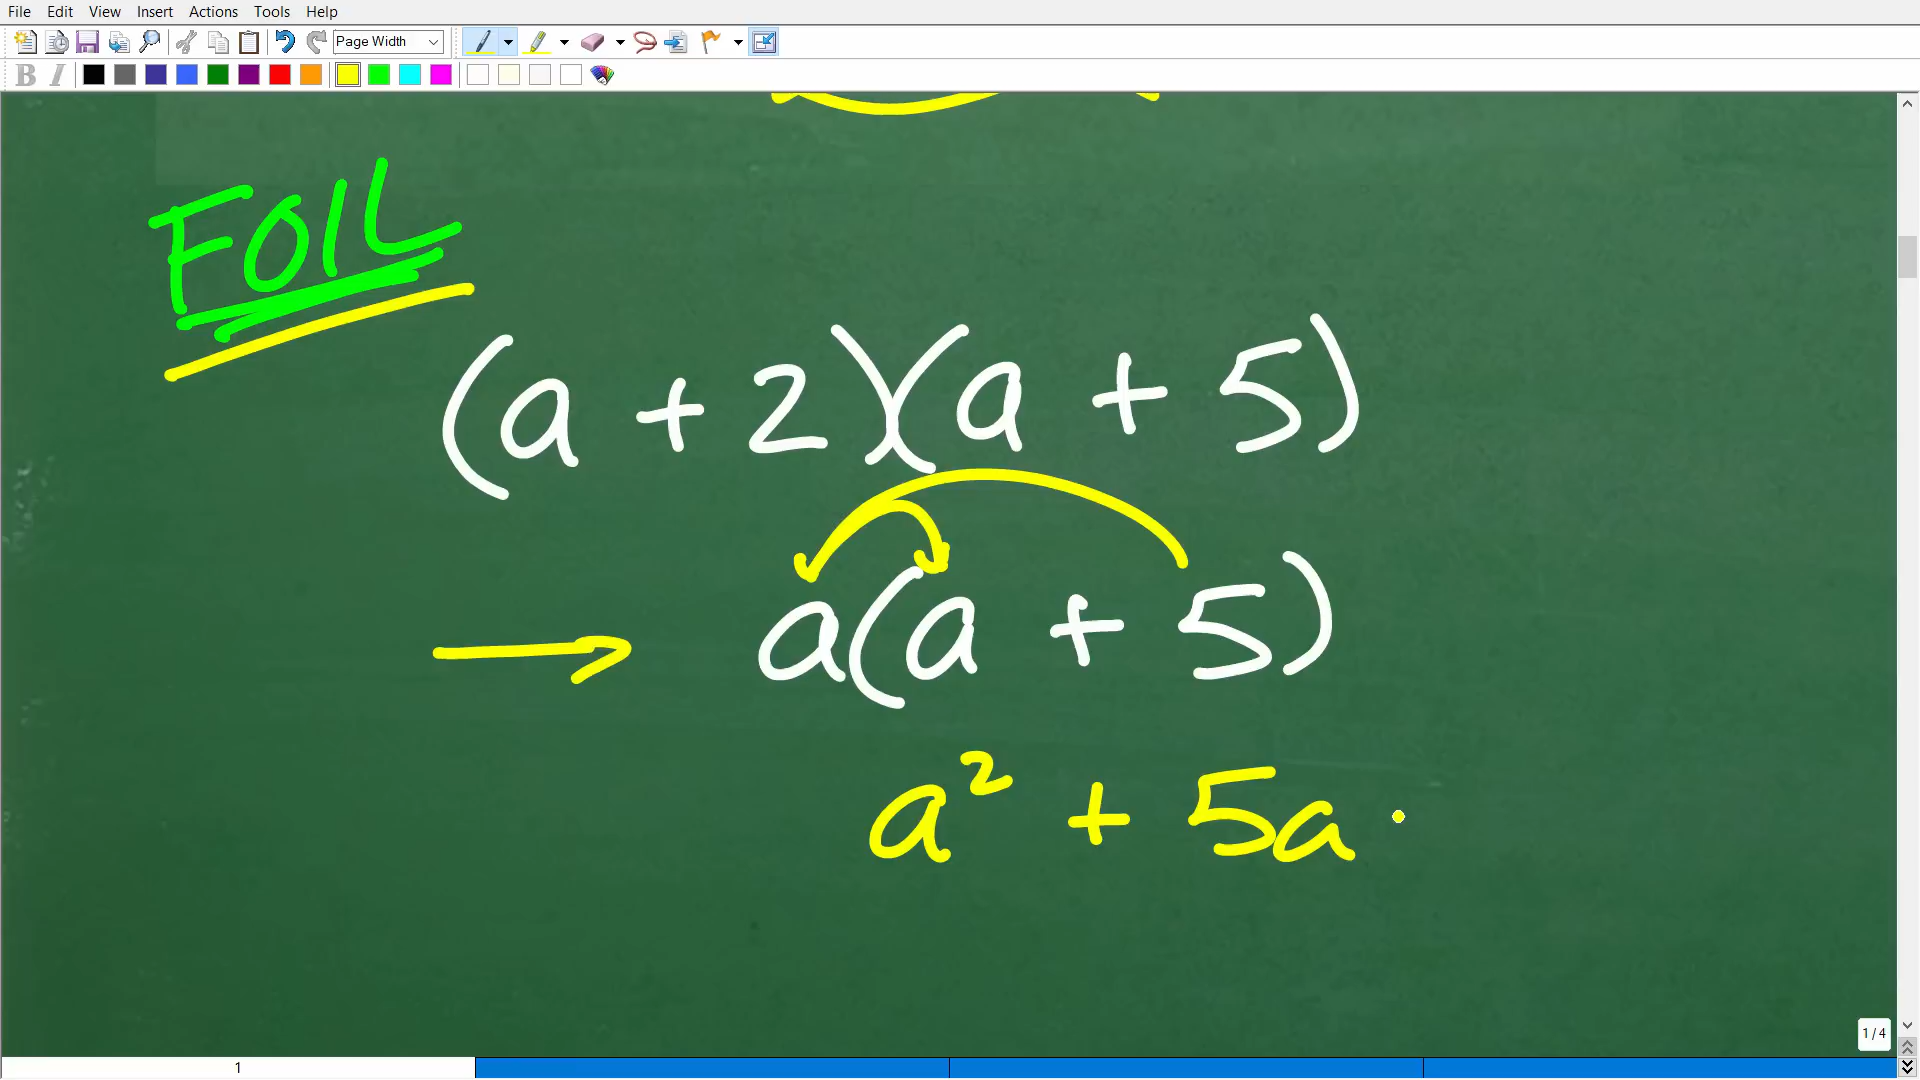 File Edit View Insert Actions Tools Help
Page Width
B I
FOIL
(a + 2)(a + 5)
a(a + 5)
a² + 5a
1 / 4
1